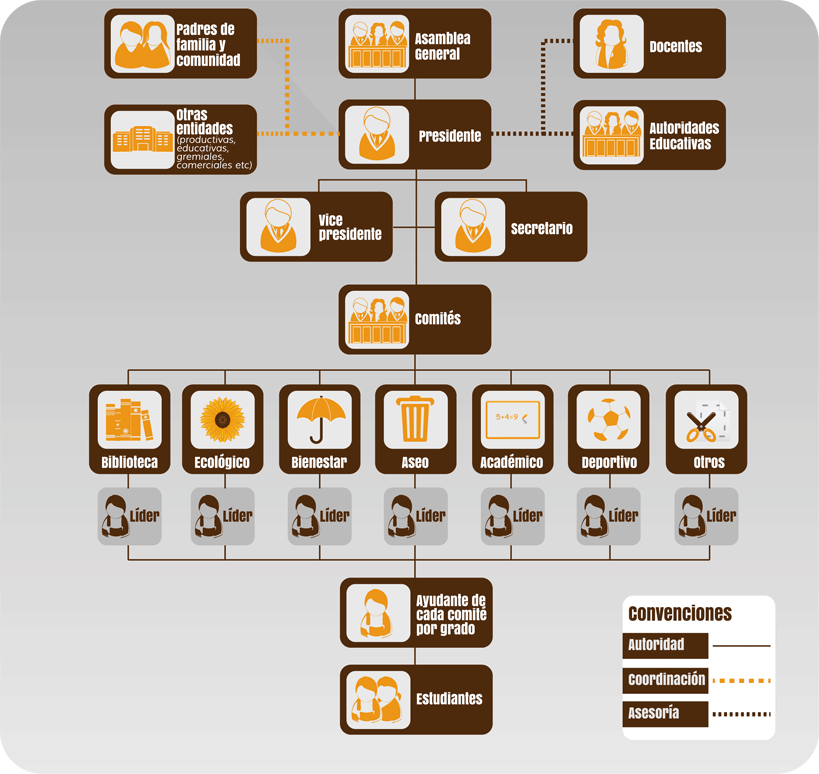 Padres de
familia y
comunidad
Asamblea
General
Docentes
Otras
entidades
(productivas,
educativas,
gremiales,
comerciales etc)
Presidente
Autoridades
Educativas
Vice
presidente
Secretario
Comités
Biblioteca
Ecológico
Bienestar
Aseo
5+4=9
Académico
Deportivo
Otros
Líder
Líder
Líder
Líder
Líder
Líder
Líder
Ayudante de
cada comité
por grado
Estudiantes
Convenciones
Autoridad
Coordinación
Asesoría